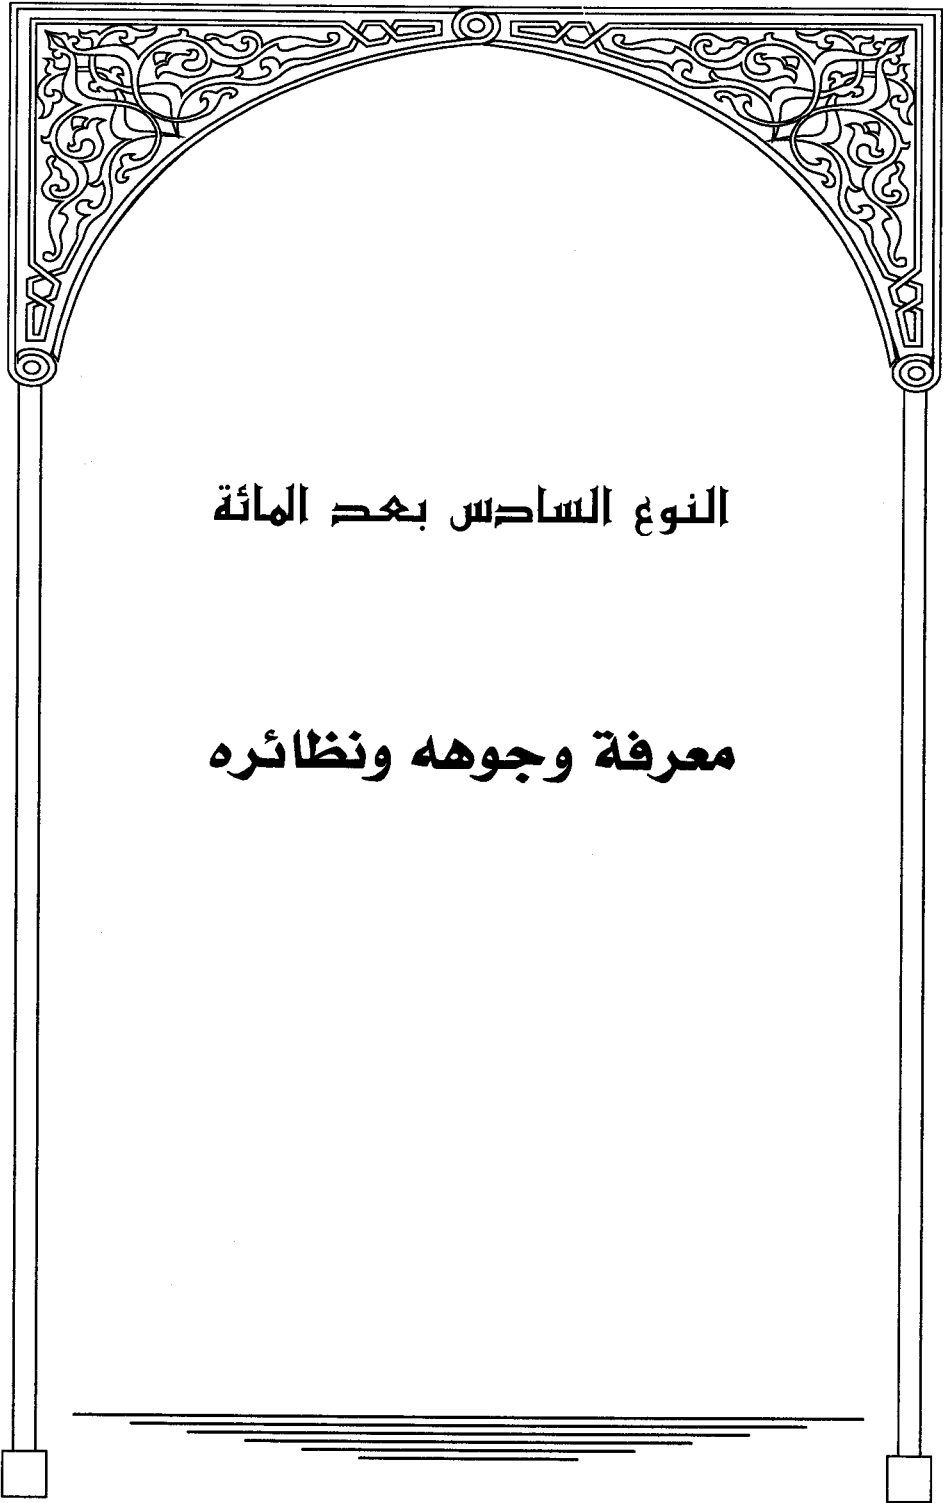 النوع السادس بعد المائة
معرفة وجوهه ونظائره